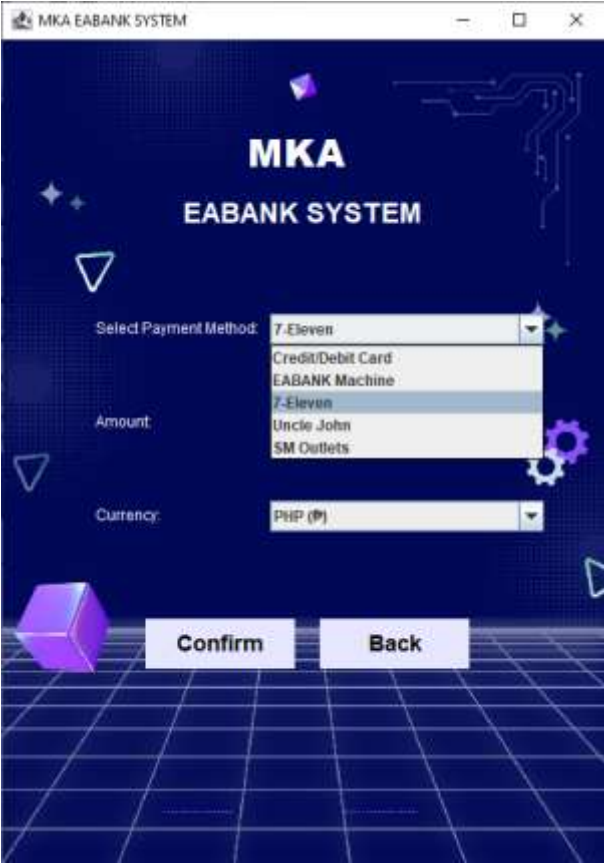 MKA EABANK SYSTEM
MKA
EABANK SYSTEM
Select Payment Method: 7-Eleven
Credit/Debit Card
EABANK Machine
7-Eleven
Amount:
Uncle John
SM Outlets
Currency: PHP (₱)
Confirm Back